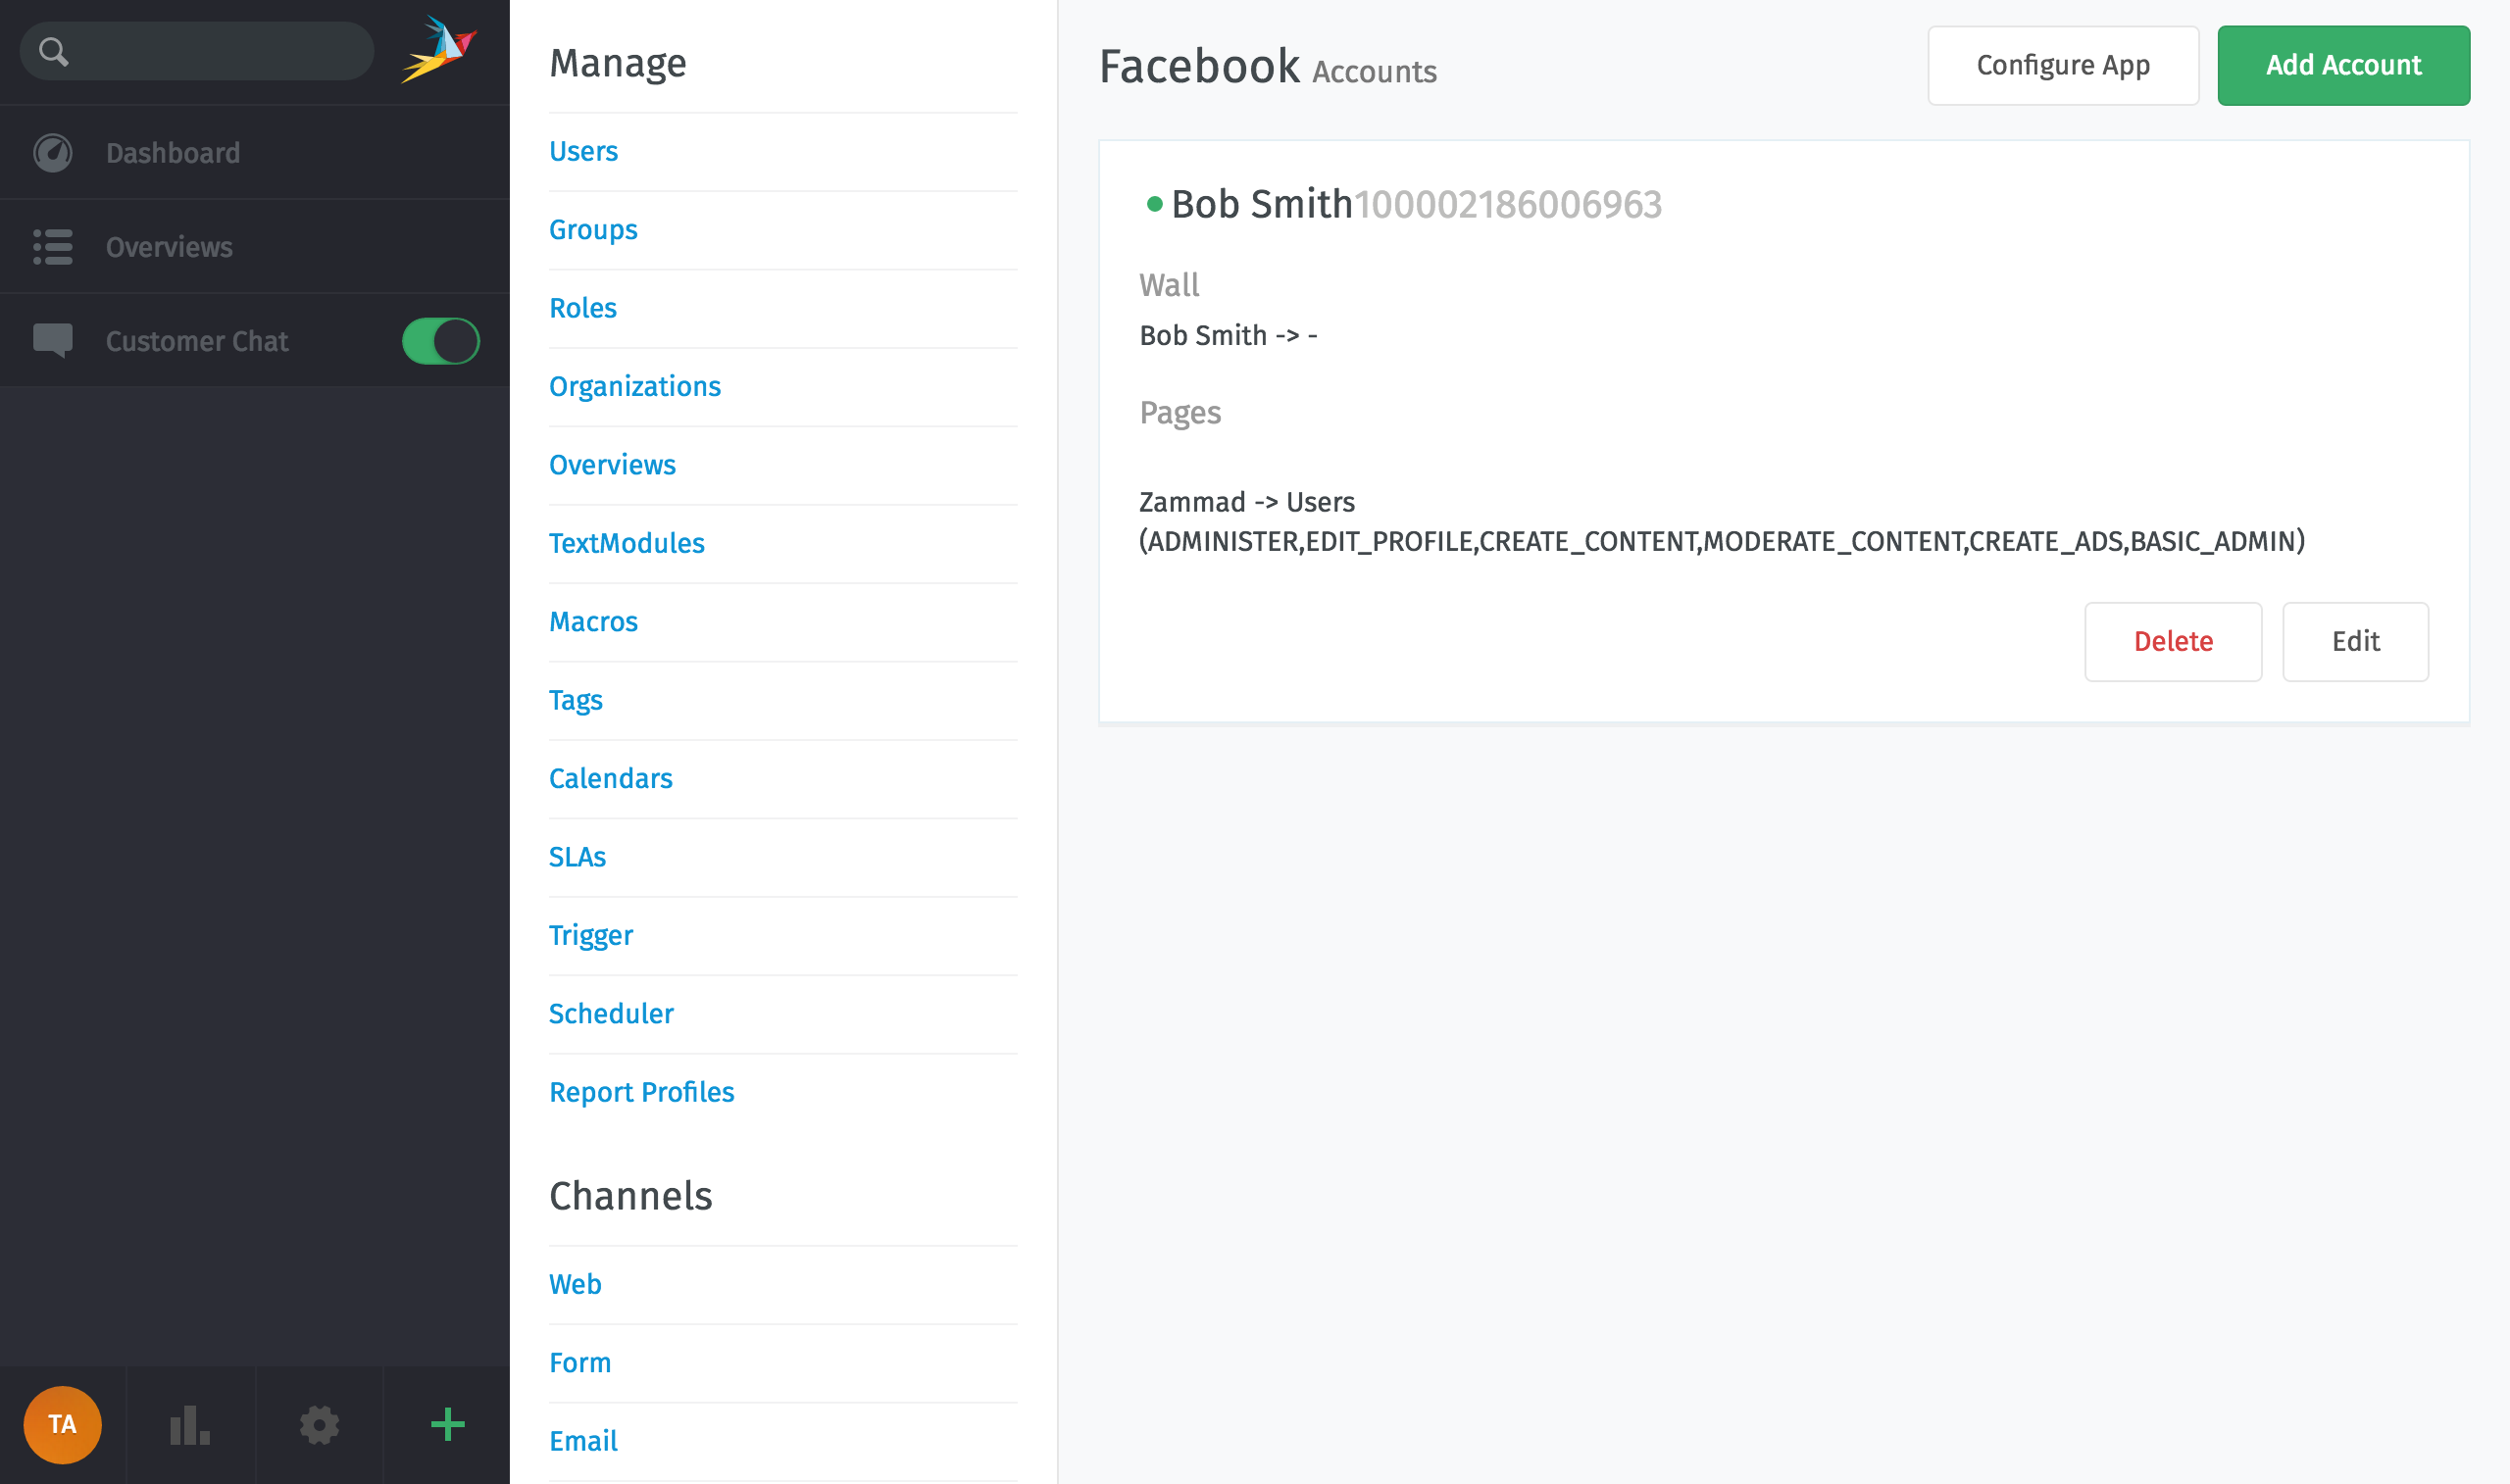 Dashboard
Overviews
Customer Chat
TA
Manage
Users
Groups
Roles
Organizations
Overviews
TextModules
Macros
Tags
Calendars
SLAs
Trigger
Scheduler
Report Profiles
Channels
Web
Form
Email
Facebook Accounts
Configure App
Add Account
Bob Smith100002186006963
Wall
Bob Smith -> -
Pages
Zammad -> Users
(ADMINISTER,EDIT_PROFILE,CREATE_CONTENT,MODERATE_CONTENT,CREATE_ADS,BASIC_ADMIN)
Delete
Edit